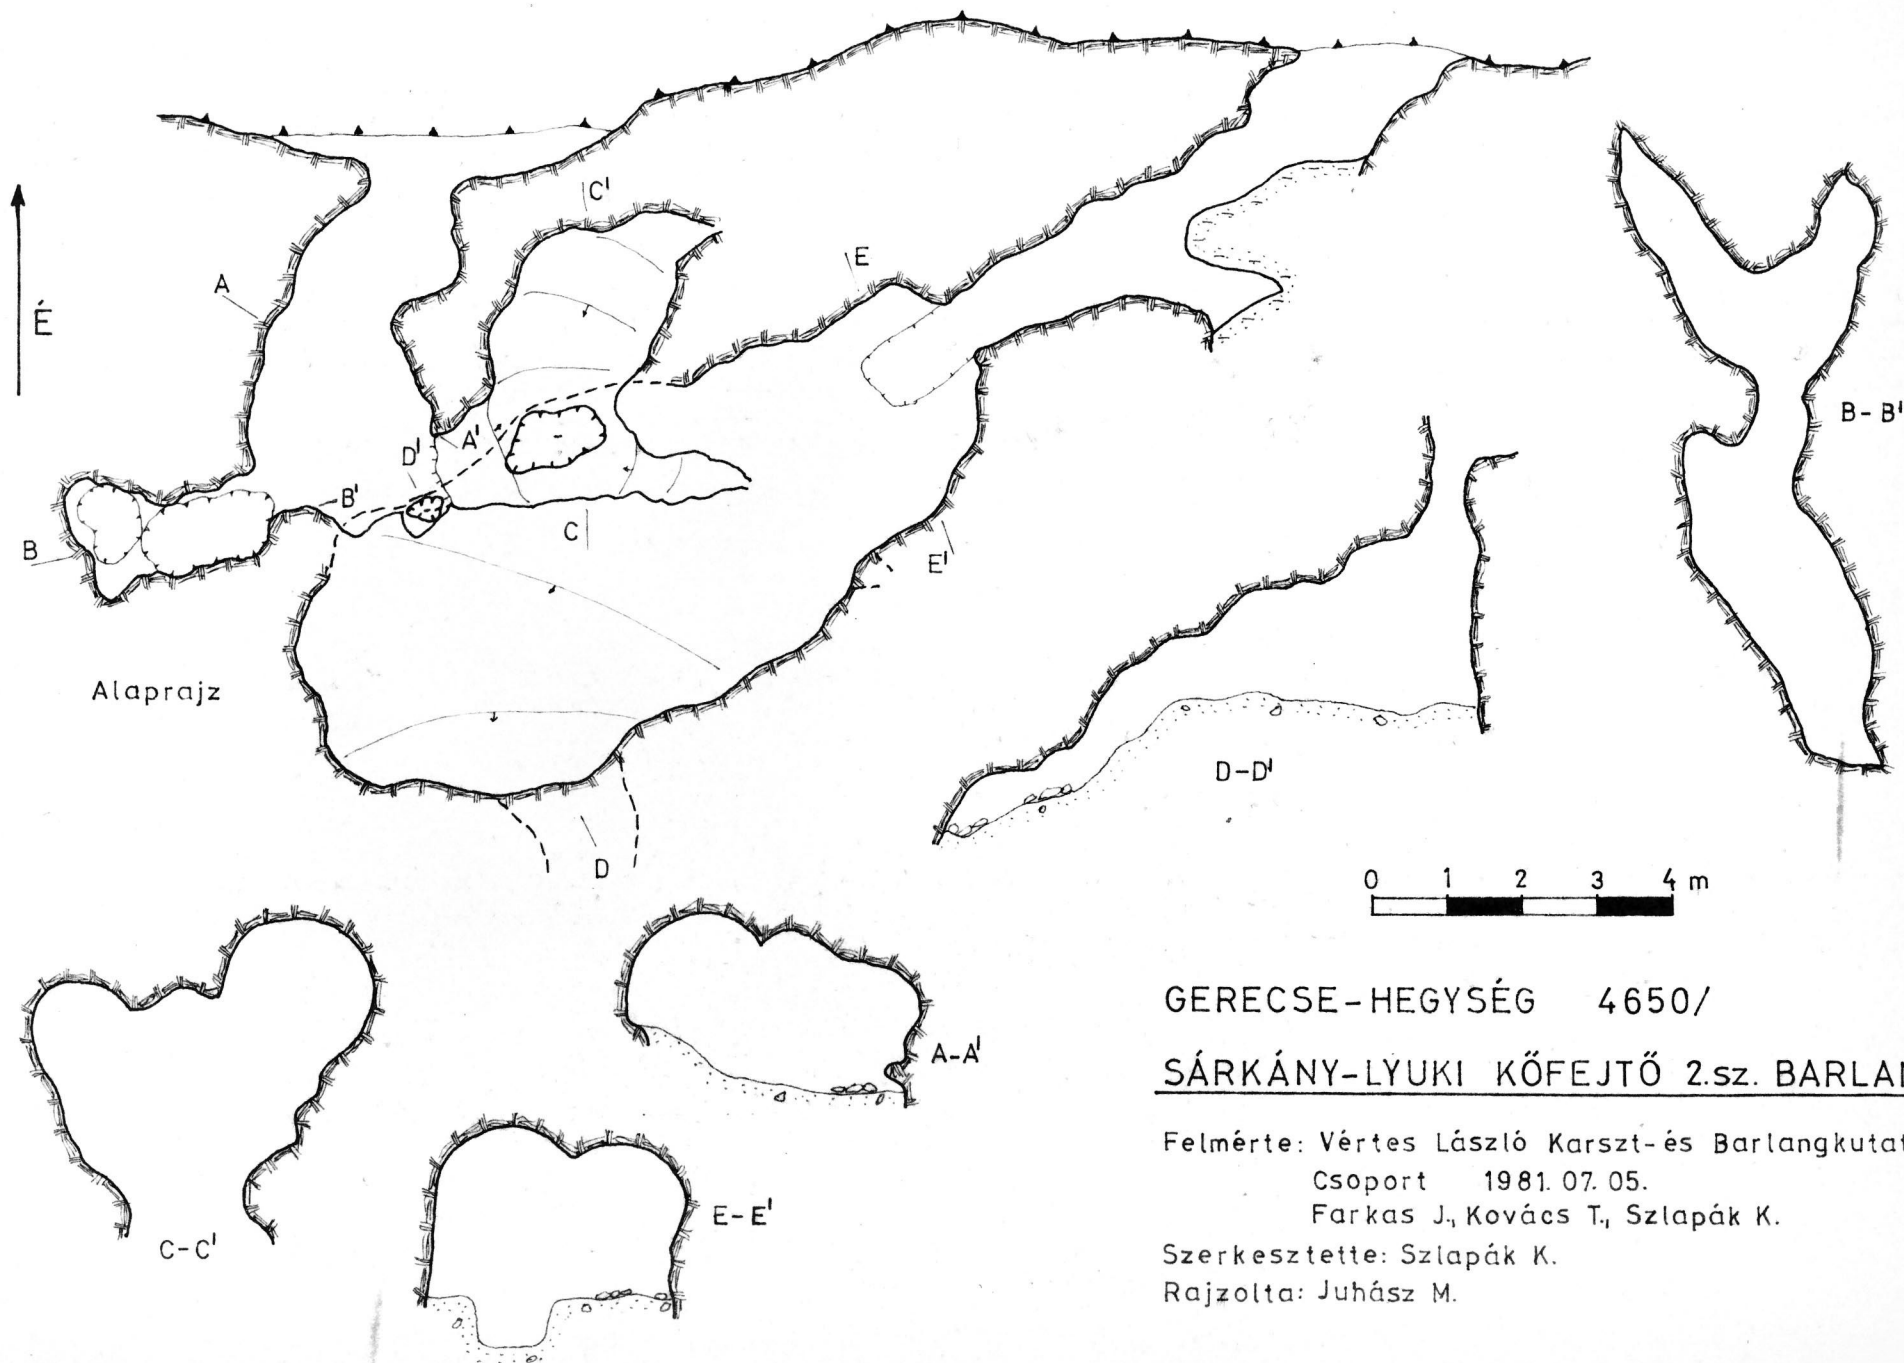 C'
A
E
É
A'
D'
B'
B
C
E'
Alaprajz
D
B-B'
D-D'
0 1 2 3 4 m
A-A'
E-E'
C-C'
GERECSE-HEGYSÉG 4650/
SÁRKÁNY-LYUKI KŐFEJTŐ 2.sz.
Felmérte: Vértes László Karszt-és
Csoport 1981. 07. 05.
Farkas J., Kovács T., Szlapák K.
Szerkesztette: Szlapák K.
Rajzolta: Juhász M.